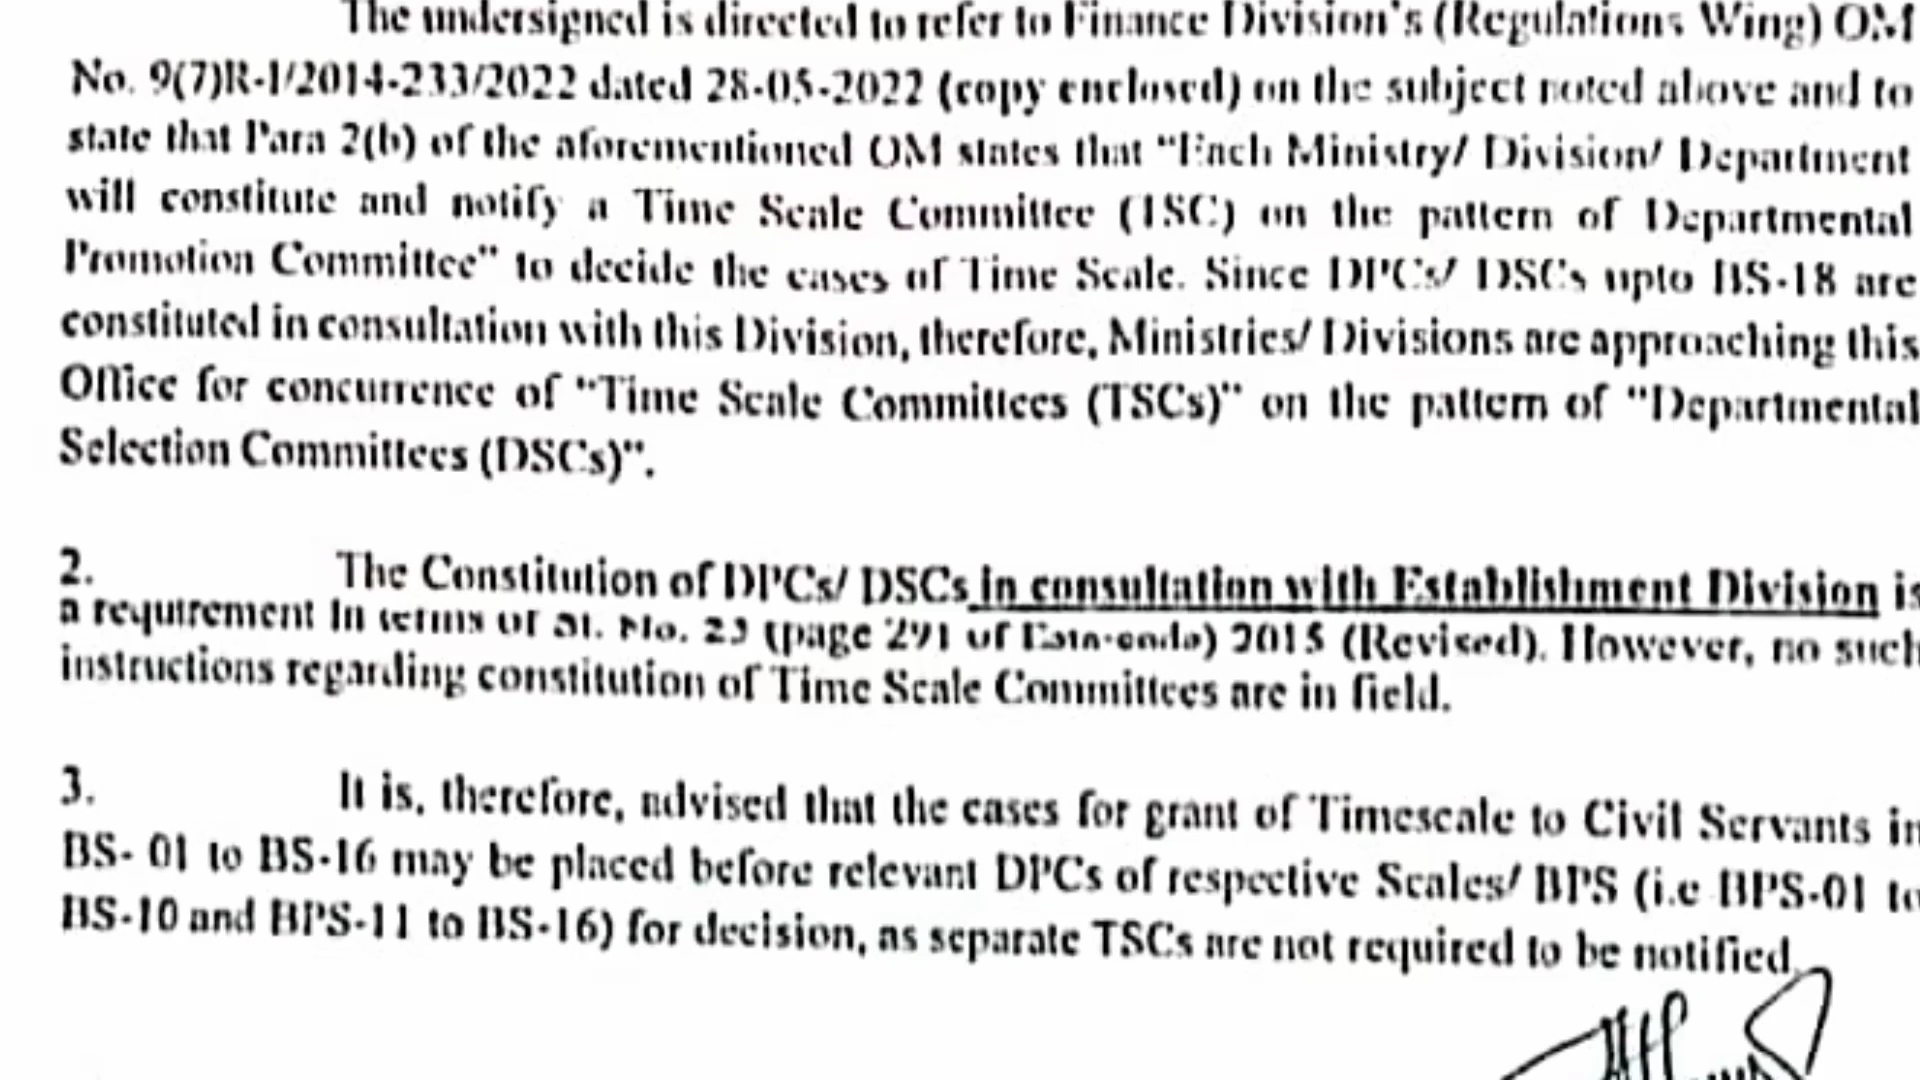 The undersigned is directed to refer to Finance Division's (Regulations Wing) OM
No. 9(7)R-I/2014-233/2022 dated 28-05-2022 (copy enclosed) on the subject noted above and to
state that Para 2(b) of the aforementioned OM states that "Each Ministry/ Division/ Department
will constitute and notify a Time Scale Committee (TSC) on the pattern of Departmental
Promotion Committee" to decide the cases of Time Scale. Since DPCs/ DSCs upto BS-18 are
constituted in consultation with this Division, therefore, Ministries/ Divisions are approaching this
Office for concurrence of "Time Scale Committees (TSCs)" on the pattern of "Departmental
Selection Committees (DSCs)".
2. The Constitution of DPCs/ DSCs in consultation with Establishment Division is
a requirement in terms of Sl. No. 23 (page 291 of Esta-code) 2015 (Revised). However, no such
instructions regarding constitution of Time Scale Committees are in field.
3. It is, therefore, advised that the cases for grant of Timescale to Civil Servants in
BS- 01 to BS-16 may be placed before relevant DPCs of respective Scales/ BPS (i.e BPS-01 to
BS-10 and BPS-11 to BS-16) for decision, as separate TSCs are not required to be notified.